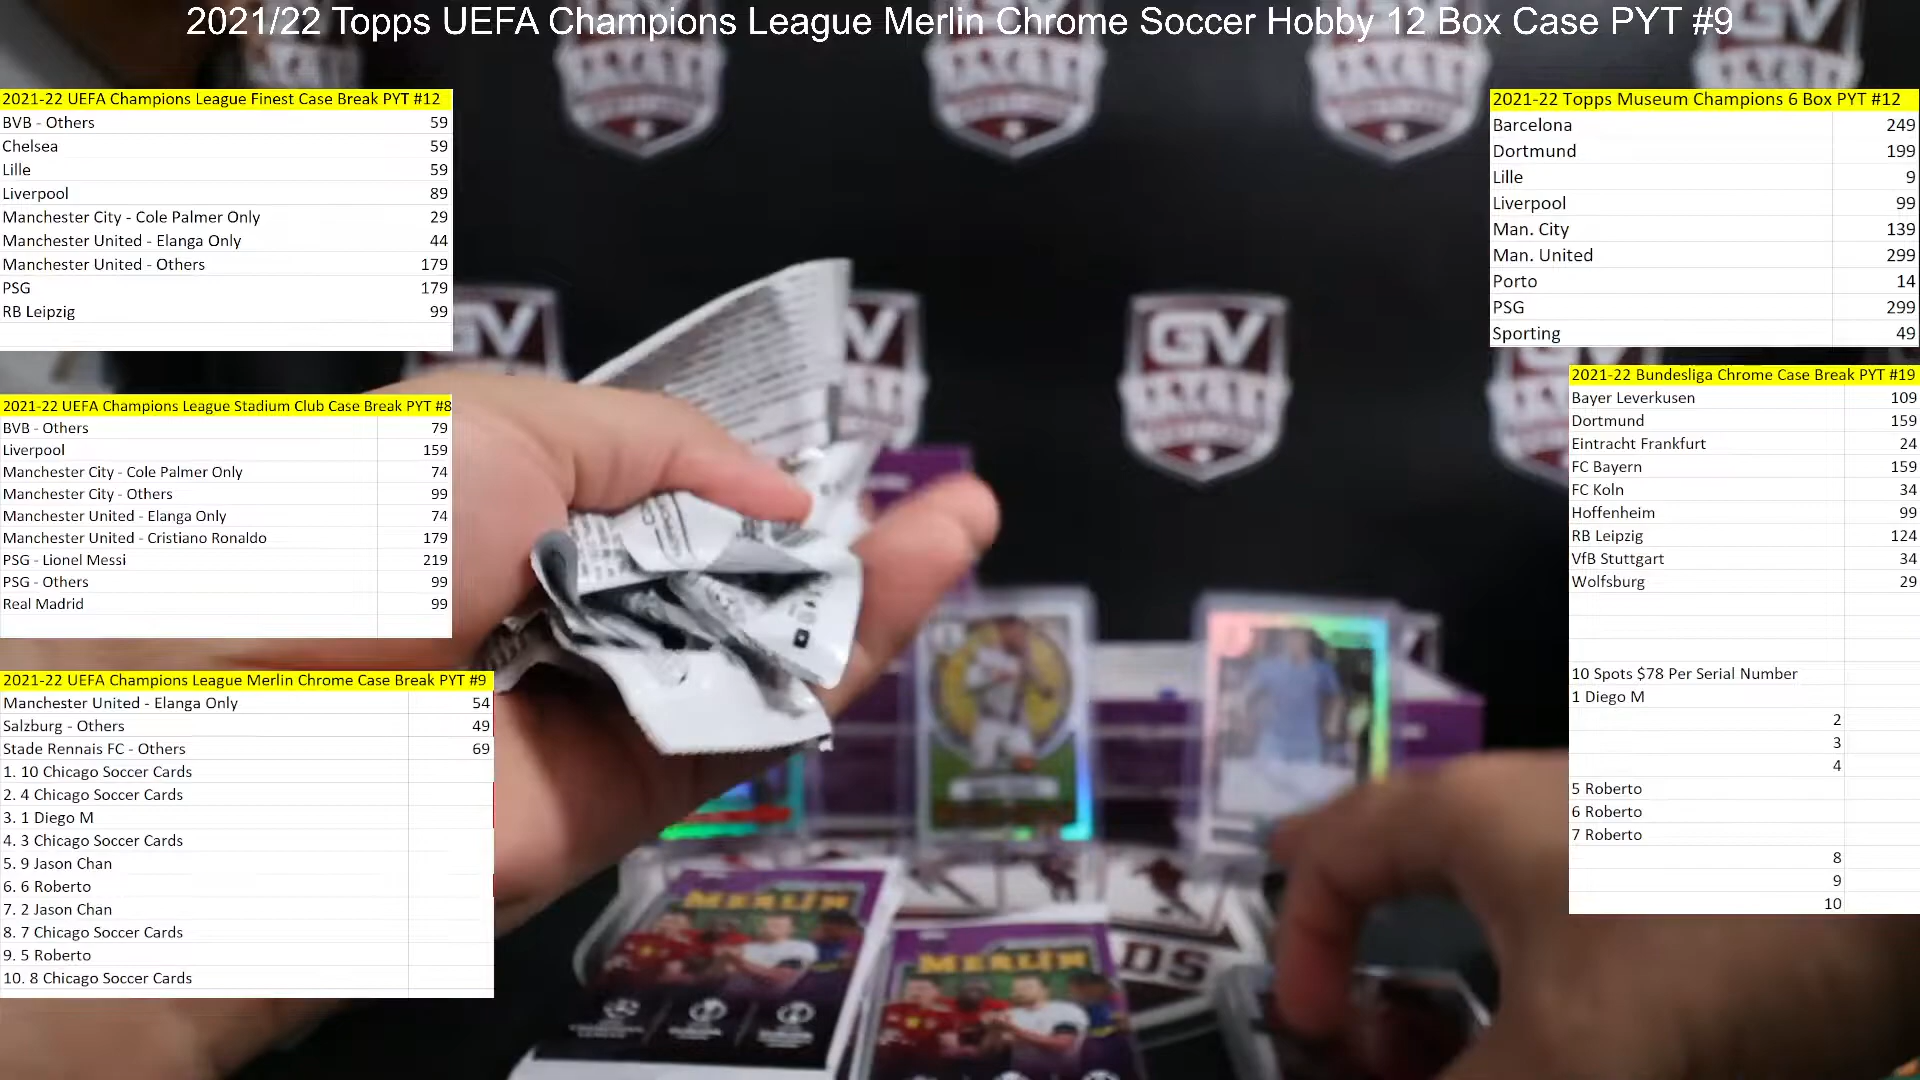 2021/22 Topps UEFA Champions League Merlin Chrome Soccer Hobby 12 Box Case PYT #9
2021-22 UEFA Champions League Finest Case Break PYT #12
BVB - Others 59
Chelsea 59
Lille 59
Liverpool 89
Manchester City - Cole Palmer Only 29
Manchester United - Elanga Only 44
Manchester United - Others 179
PSG 179
RB Leipzig 99
2021-22 UEFA Champions League Stadium Club Case Break PYT #8
BVB - Others 79
Liverpool 159
Manchester City - Cole Palmer Only 74
Manchester City - Others 99
Manchester United - Elanga Only 74
Manchester United - Cristiano Ronaldo 179
PSG - Lionel Messi 219
PSG - Others 99
Real Madrid 99
2021-22 UEFA Champions League Merlin Chrome Case Break PYT #9
Manchester United - Elanga Only 54
Salzburg - Others 49
Stade Rennais FC - Others 69
1. 10 Chicago Soccer Cards
2. 4 Chicago Soccer Cards
3. 1 Diego M
4. 3 Chicago Soccer Cards
5. 9 Jason Chan
6. 6 Roberto
7. 2 Jason Chan
8. 7 Chicago Soccer Cards
9. 5 Roberto
10. 8 Chicago Soccer Cards
2021-22 Topps Museum Champions 6 Box PYT #12
Barcelona 249
Dortmund 199
Lille 9
Liverpool 99
Man. City 139
Man. United 299
Porto 14
PSG 299
Sporting 49
2021-22 Bundesliga Chrome Case Break PYT #19
Bayer Leverkusen 109
Dortmund 159
Eintracht Frankfurt 24
FC Bayern 159
FC Koln 34
Hoffenheim 99
RB Leipzig 124
VfB Stuttgart 34
Wolfsburg 29
10 Spots $78 Per Serial Number
1 Diego M
2
3
4
5 Roberto
6 Roberto
7 Roberto
8
9
10
GV
GV
GV
MERLIN
MERLIN
DS